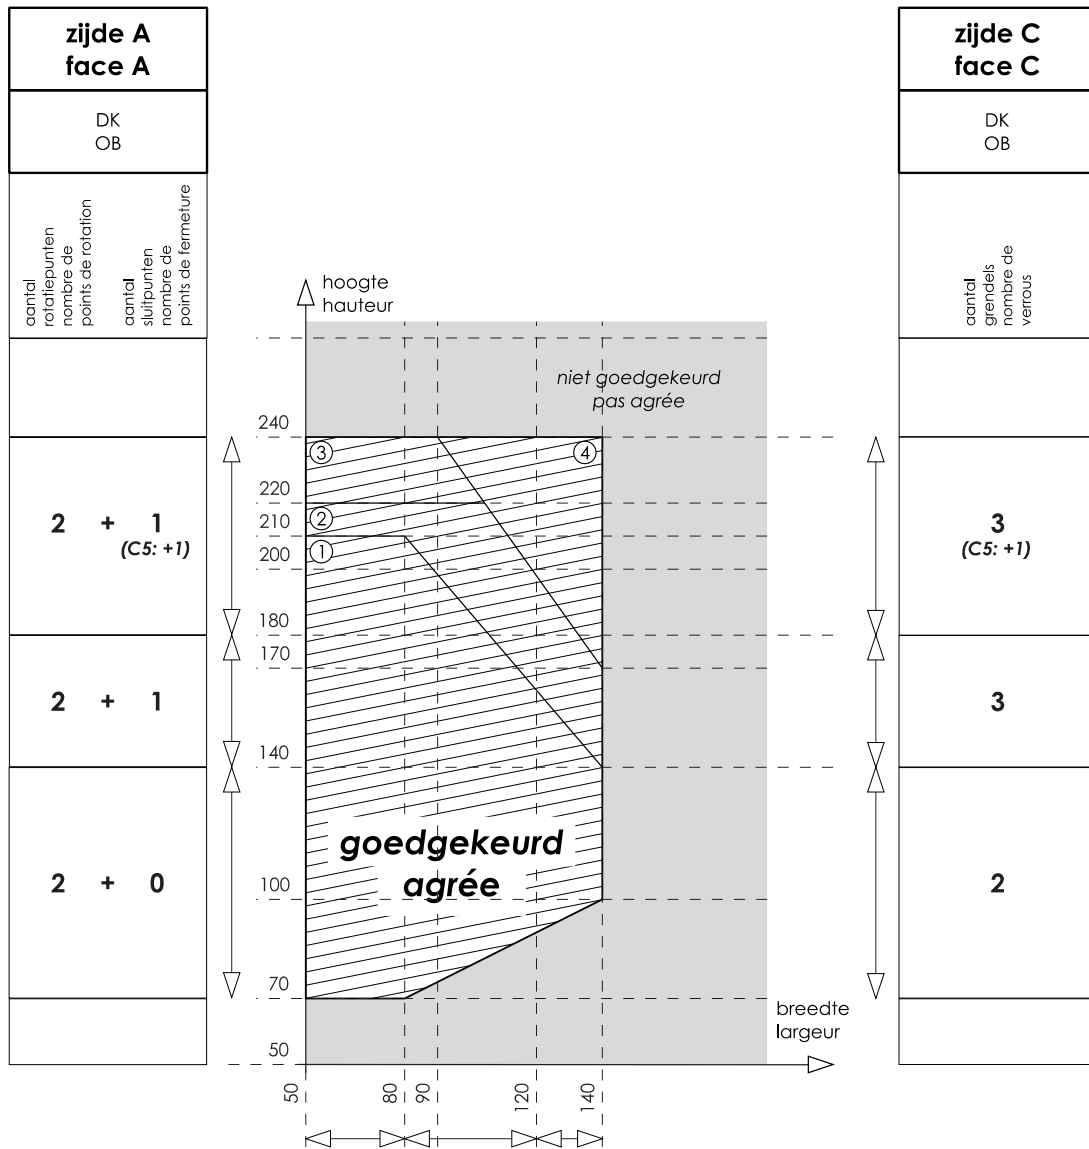 zijde A
face A
DK
OB
aantal
rotatiepunten
nombre de
points de rotation
aantal
sluitpunten
nombre de
points de fermeture
2 + 1
(C5: +1)
2 + 1
2 + 0
hoogte
hauteur
niet goedgekeurd
pas agrée
240
220
210
200
180
170
140
100
70
50
3
4
2
1
goedgekeurd
agrée
breedte
largeur
50
80
90
120
140
zijde C
face C
DK
OB
aantal
grendels
nombre de
verrous
3
(C5: +1)
3
2